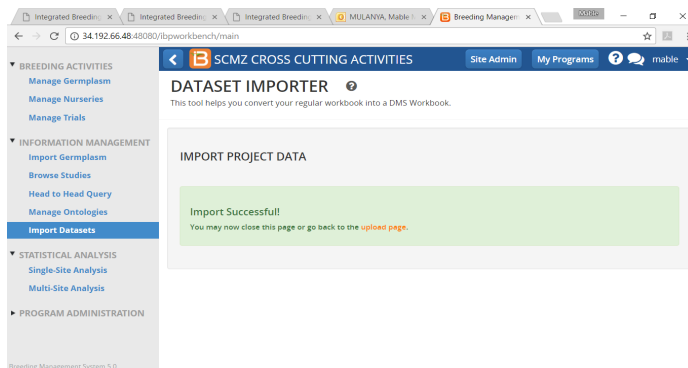 Integrated Breeding
Integrated Breeding
Integrated Breeding
MULANYA, Mable
Breeding Managem
Mable
34.192.66.48:48080/ibpworkbench/main
SCMZ CROSS CUTTING ACTIVITIES
Site Admin
My Programs
mable
BREEDING ACTIVITIES
Manage Germplasm
Manage Nurseries
Manage Trials
INFORMATION MANAGEMENT
Import Germplasm
Browse Studies
Head to Head Query
Manage Ontologies
Import Datasets
STATISTICAL ANALYSIS
Single-Site Analysis
Multi-Site Analysis
PROGRAM ADMINISTRATION
Breeding Management System 5.0
DATASET IMPORTER
This tool helps you convert your regular workbook into a DMS Workbook.
IMPORT PROJECT DATA
Import Successful!
You may now close this page or go back to the upload page.